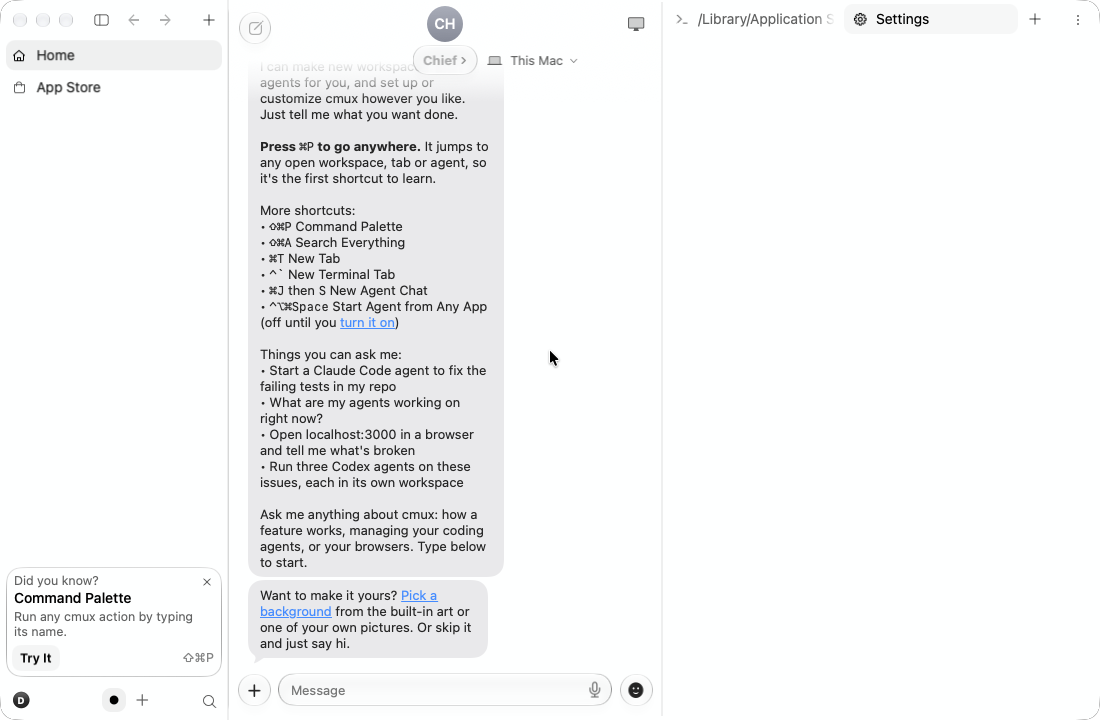 Home
App Store
Did you know?
Command Palette
Run any cmux action by typing
its name.
Try It
⇧⌘P
D
CH
Chief ›
This Mac
I can make new workspac
agents for you, and set up or
customize cmux however you like.
Just tell me what you want done.
Press ⌘P to go anywhere. It jumps to
any open workspace, tab or agent, so
it's the first shortcut to learn.
More shortcuts:
• ⇧⌘P Command Palette
• ⇧⌘A Search Everything
• ⌘T New Tab
• ^` New Terminal Tab
• ⌘J then S New Agent Chat
• ^⌥⌘Space Start Agent from Any App
(off until you turn it on)
Things you can ask me:
• Start a Claude Code agent to fix the
failing tests in my repo
• What are my agents working on
right now?
• Open localhost:3000 in a browser
and tell me what's broken
• Run three Codex agents on these
issues, each in its own workspace
Ask me anything about cmux: how a
feature works, managing your coding
agents, or your browsers. Type below
to start.
Want to make it yours? Pick a
background from the built-in art or
one of your own pictures. Or skip it
and just say hi.
Message
/Library/Application S
Settings